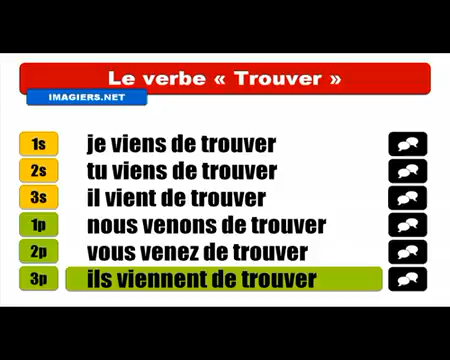 Le verbe « Trouver »
IMAGIERS.NET
1s je viens de trouver
2s tu viens de trouver
3s il vient de trouver
1p nous venons de trouver
2p vous venez de trouver
3p ils viennent de trouver